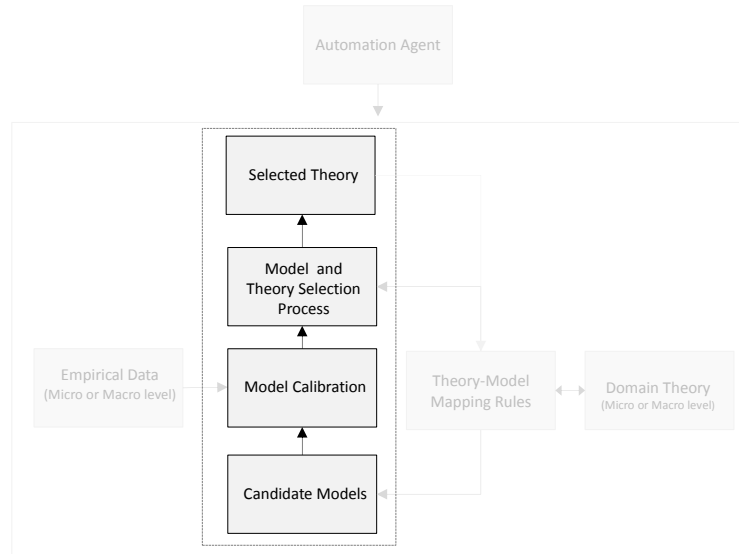 Automation Agent
Selected Theory
Model and
Theory Selection
Process
Empirical Data
(Micro or Macro level)
Model Calibration
Theory-Model
Mapping Rules
Domain Theory
(Micro or Macro level)
Candidate Models